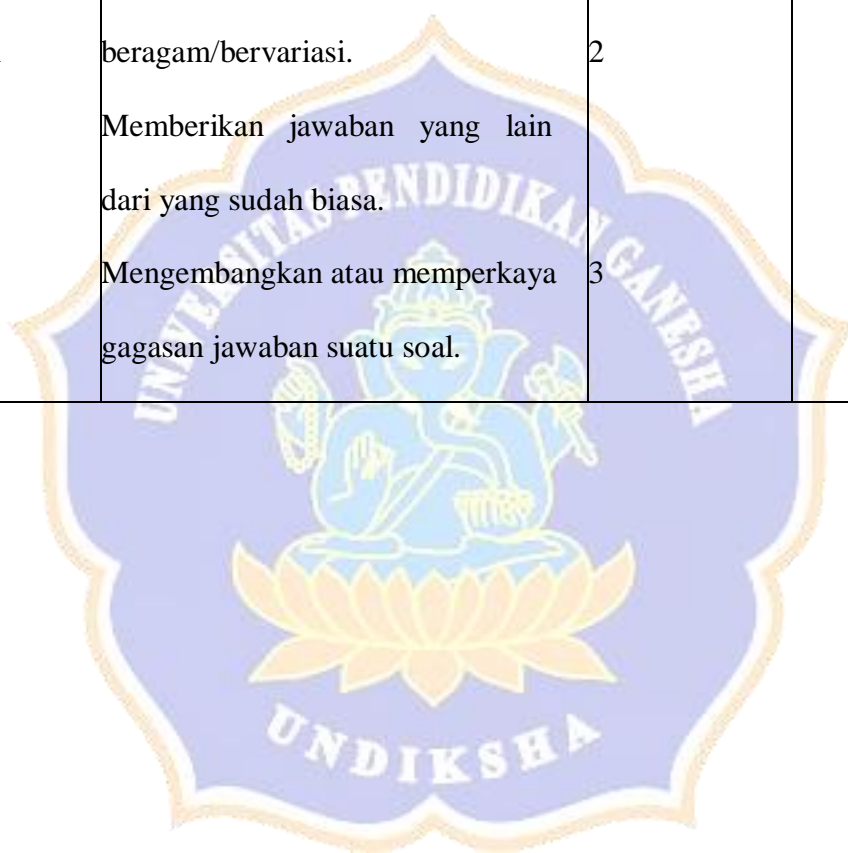 beragam/bervariasi. 2
Memberikan jawaban yang lain
dari yang sudah biasa.
Mengembangkan atau memperkaya 3
gagasan jawaban suatu soal.
UNIVERSITAS PENDIDIKAN GANESHA
UNDIKSHA